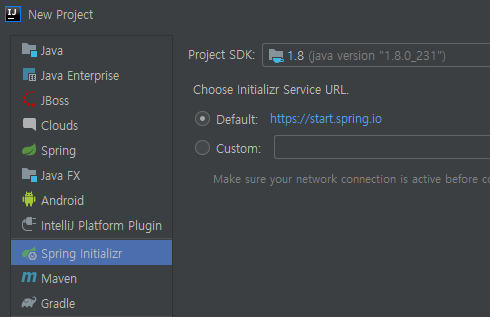 IJ New Project
Java
Java Enterprise
JBoss
Clouds
Spring
Java FX
Android
IntelliJ Platform Plugin
Spring Initializr
Maven
Gradle
Project SDK: 1.8 (java version "1.8.0_231")
Choose Initializr Service URL.
Default: https://start.spring.io
Custom:
Make sure your network connection is active before co